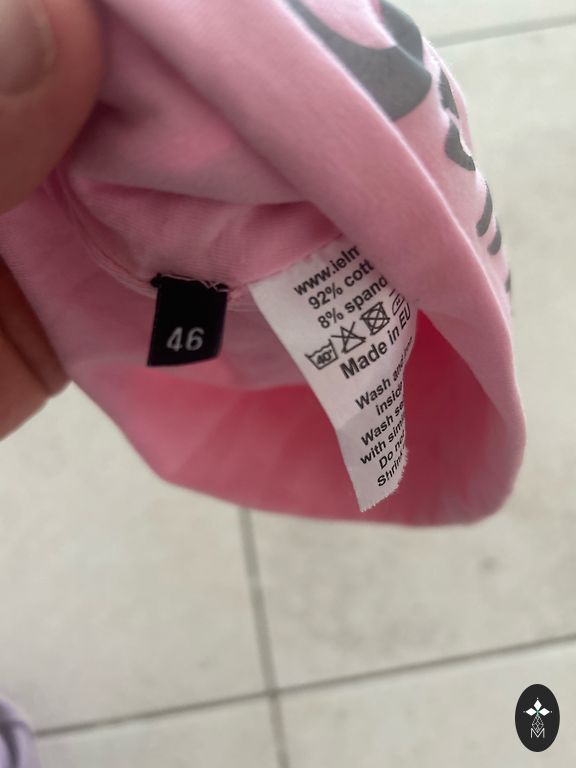 46
www.ielm
92% cott
8% spand
40°
Made in EU
Wash and
inside
Wash se
with sim
Do no
Shrin